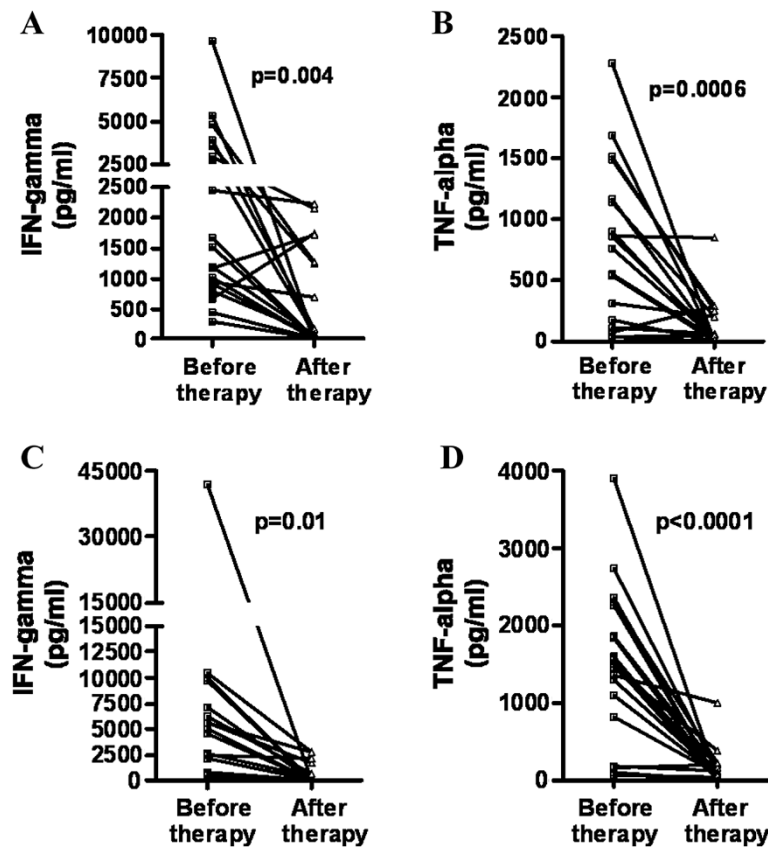 A
IFN-gamma
(pg/ml)
10000
7500
5000
2500
2500
2000
1500
1000
500
0
p=0.004
Before
therapy
After
therapy
B
TNF-alpha
(pg/ml)
2500
2000
1500
1000
500
0
p=0.0006
Before
therapy
After
therapy
C
IFN-gamma
(pg/ml)
45000
30000
15000
15000
12500
10000
7500
5000
2500
0
p=0.01
Before
therapy
After
therapy
D
TNF-alpha
(pg/ml)
4000
3000
2000
1000
0
p<0.0001
Before
therapy
After
therapy